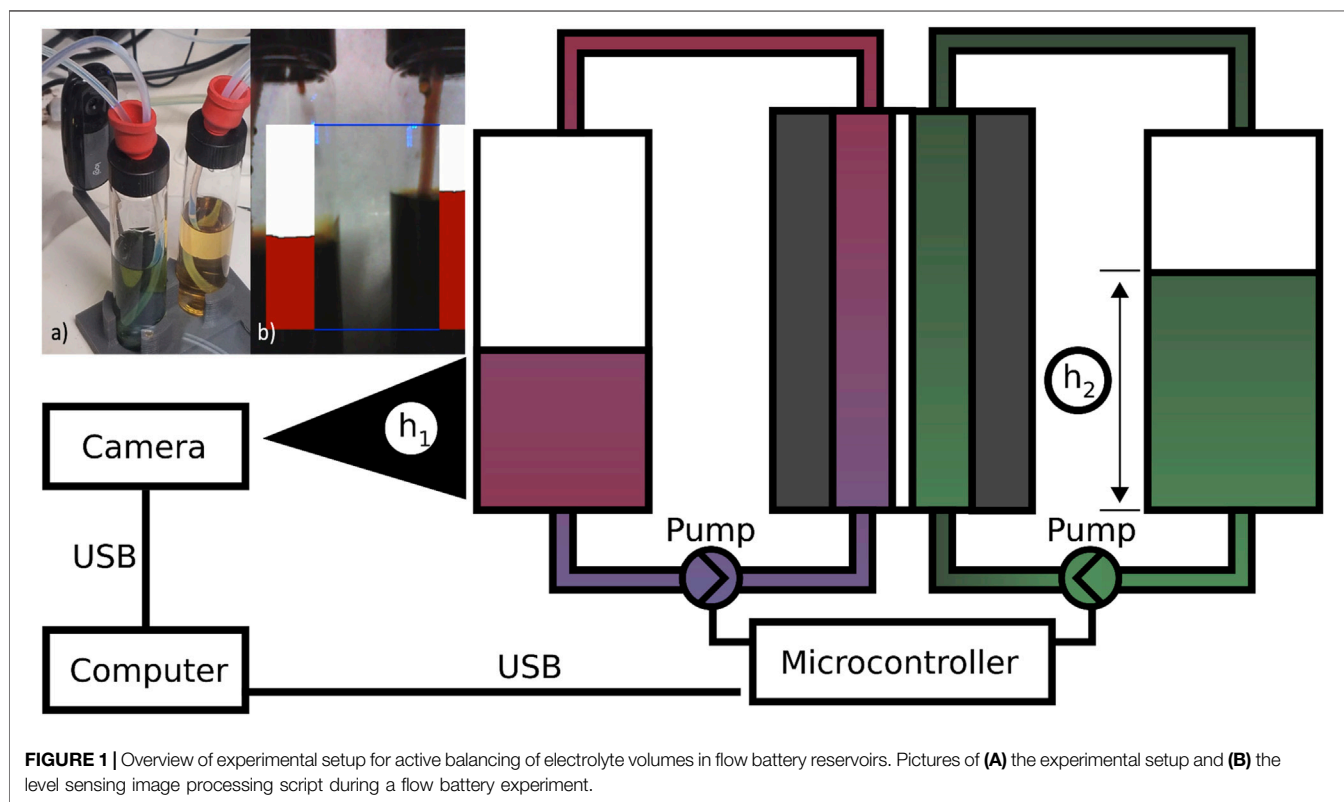 a)
b)
h₁
h₂
Camera
Pump
Pump
USB
Computer
USB
Microcontroller
FIGURE 1 | Overview of experimental setup for active balancing of electrolyte volumes in flow battery reservoirs. Pictures of (A) the experimental setup and (B) the
level sensing image processing script during a flow battery experiment.